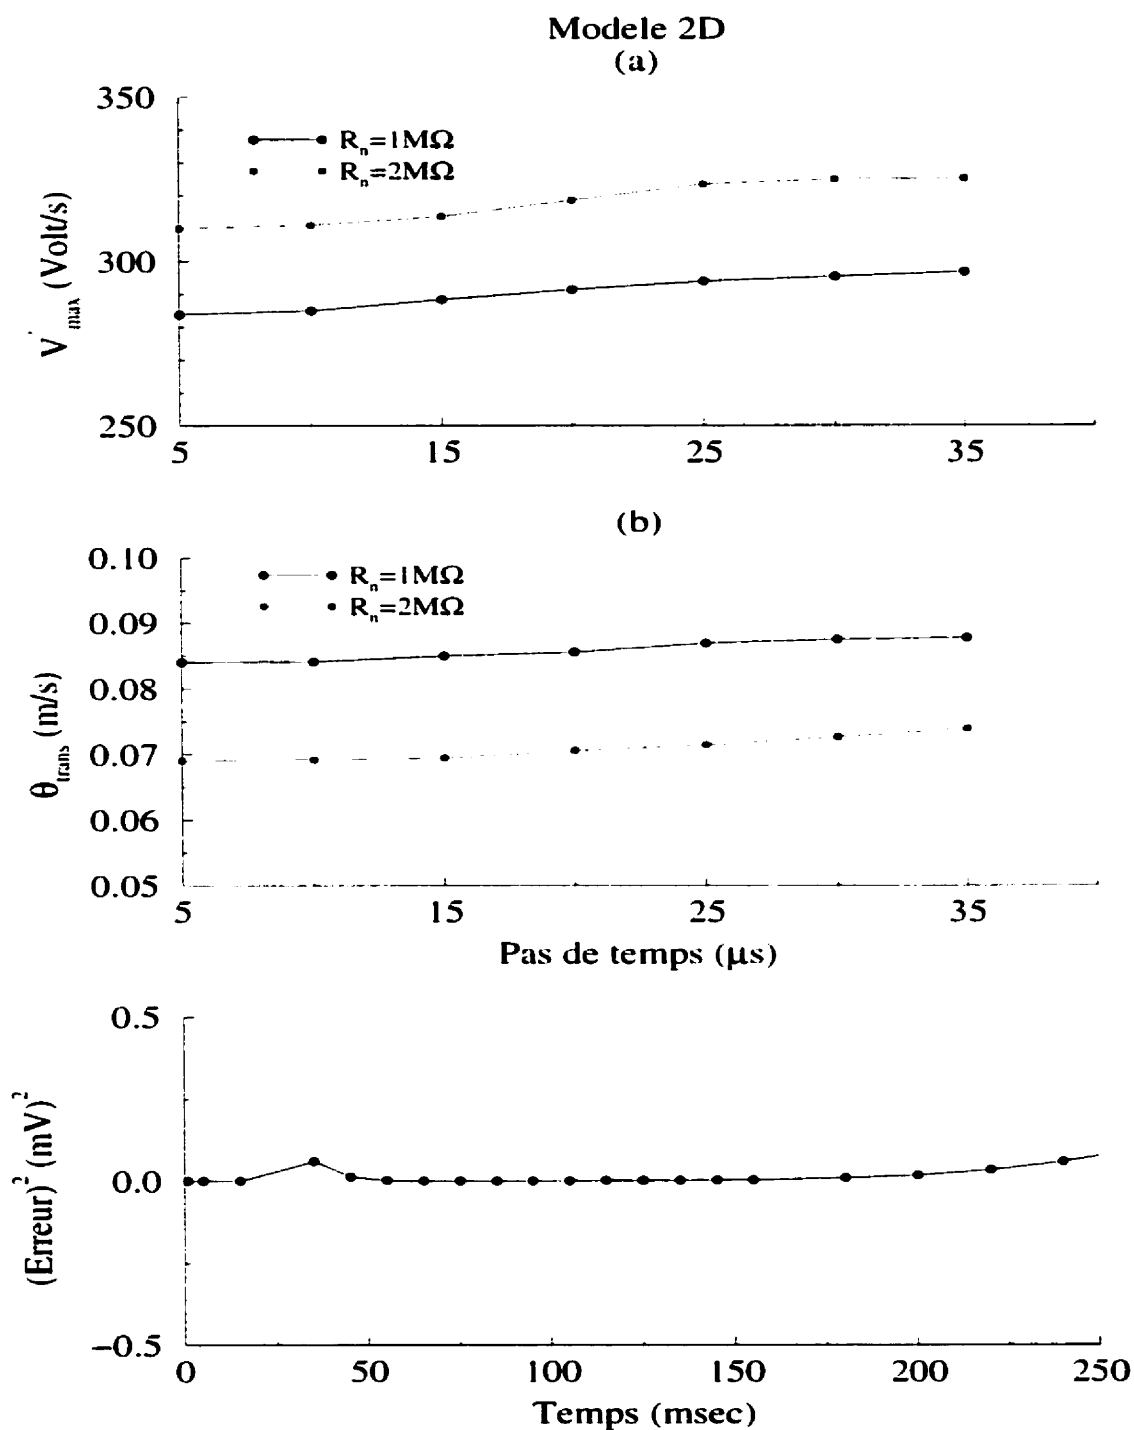 Modele 2D
(a)
350
300
250
V̇max (Volt/s)
R_n=1MΩ
R_n=2MΩ
5 15 25 35
(b)
0.10
0.09
0.08
0.07
0.06
0.05
θtrans (m/s)
R_n=1MΩ
R_n=2MΩ
5 15 25 35
Pas de temps (µs)
0.5
0.0
−0.5
(Erreur)² (mV)²
0 50 100 150 200 250
Temps (msec)